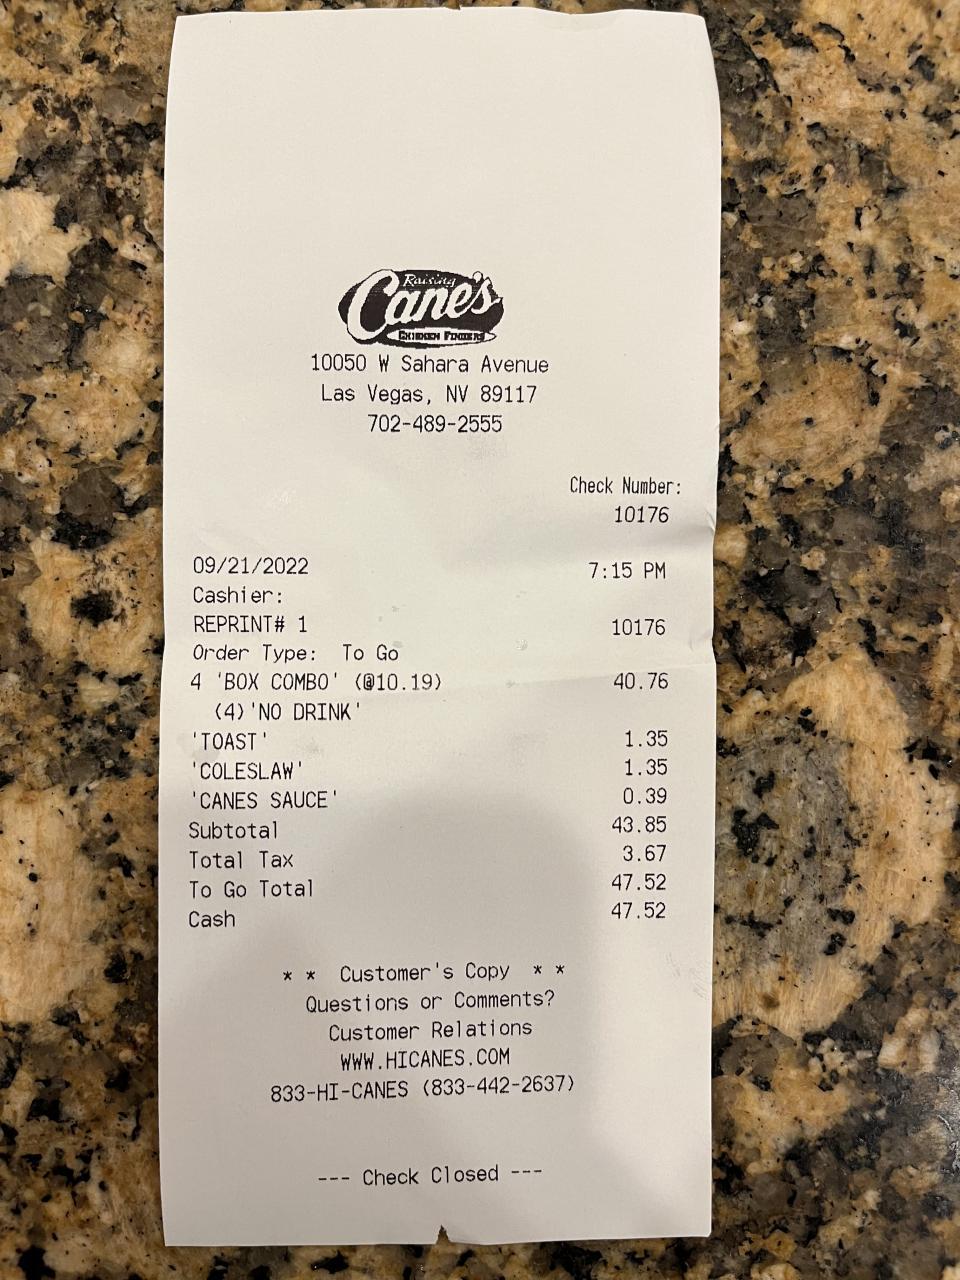 Raising
Cane's
CHICKEN FINGERS
10050 W Sahara Avenue
Las Vegas, NV 89117
702-489-2555
Check Number:
10176
09/21/2022 7:15 PM
Cashier:
REPRINT# 1 10176
Order Type: To Go
4 'BOX COMBO' (@10.19) 40.76
(4)'NO DRINK'
'TOAST' 1.35
'COLESLAW' 1.35
'CANES SAUCE' 0.39
Subtotal 43.85
Total Tax 3.67
To Go Total 47.52
Cash 47.52
* * Customer's Copy * *
Questions or Comments?
Customer Relations
WWW.HICANES.COM
833-HI-CANES (833-442-2637)
--- Check Closed ---